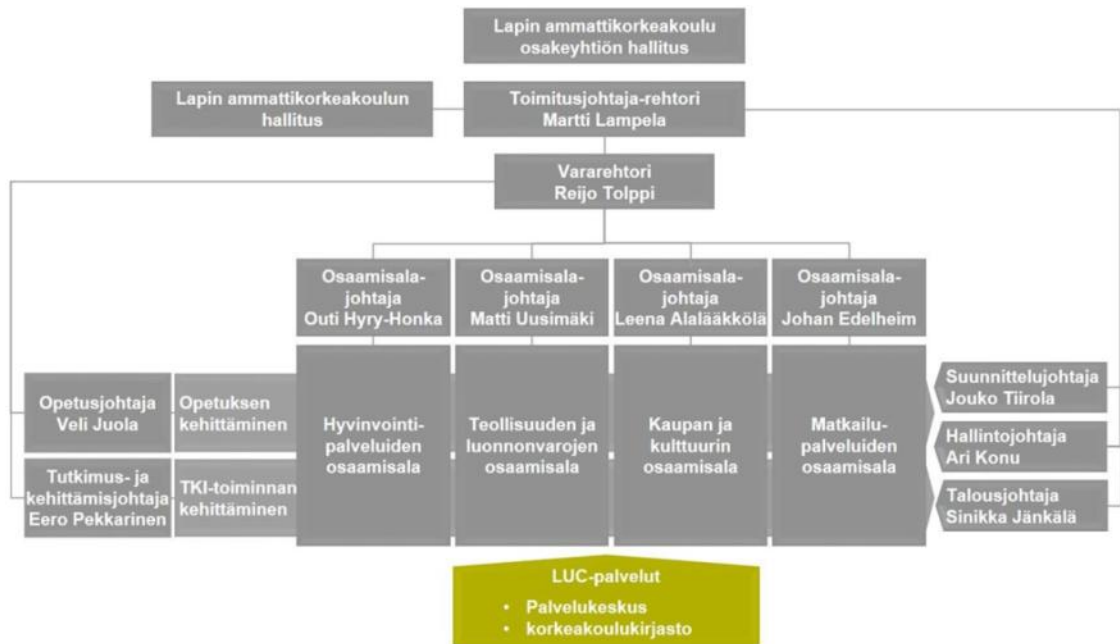 Lapin ammattikorkeakoulu
osakeyhtiön hallitus
Lapin ammattikorkeakoulun
hallitus
Toimitusjohtaja-rehtori
Martti Lampela
Vararehtori
Reijo Tolppi
Osaamisala-
johtaja
Outi Hyry-Honka
Osaamisala-
johtaja
Matti Uusimäki
Osaamisala-
johtaja
Leena Alalääkkölä
Osaamisala-
johtaja
Johan Edelheim
Opetusjohtaja
Veli Juola
Opetuksen
kehittäminen
Tutkimus- ja
kehittämisjohtaja
Eero Pekkarinen
TKI-toiminnan
kehittäminen
Hyvinvointi-
palveluiden
osaamisala
Teollisuuden ja
luonnonvarojen
osaamisala
Kaupan ja
kulttuurin
osaamisala
Matkailu-
palveluiden
osaamisala
Suunnittelujohtaja
Jouko Tiirola
Hallintojohtaja
Ari Konu
Talousjohtaja
Sinikka Jänkälä
LUC-palvelut
• Palvelukeskus
• korkeakoulukirjasto